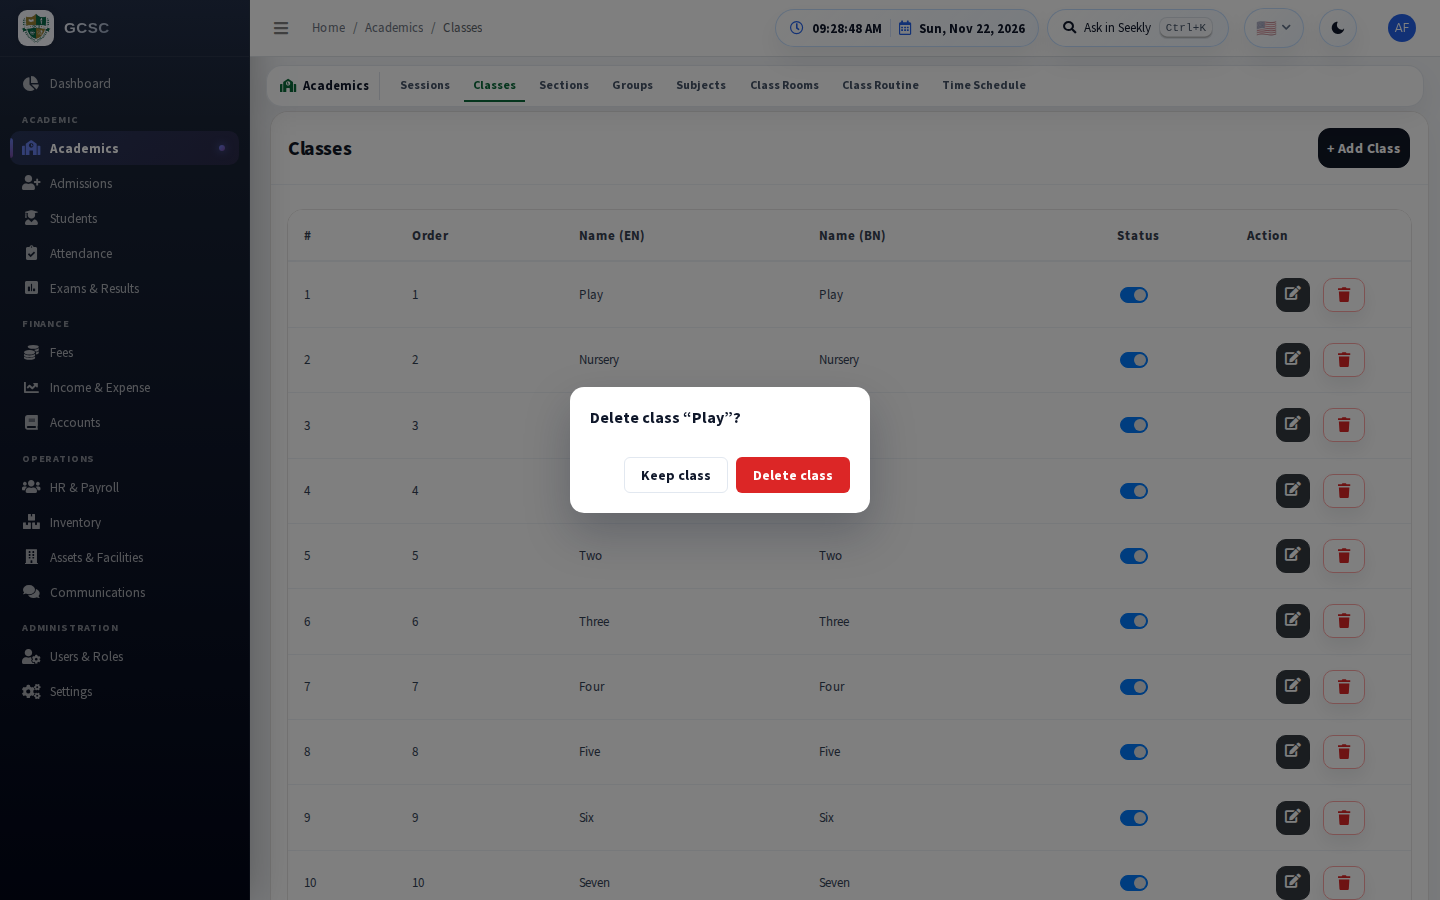 GCSC
Home / Academics / Classes
09:28:48 AM
Sun, Nov 22, 2026
Ask in Seekly Ctrl+K
AF
Dashboard
ACADEMIC
Academics
Admissions
Students
Attendance
Exams & Results
FINANCE
Fees
Income & Expense
Accounts
OPERATIONS
HR & Payroll
Inventory
Assets & Facilities
Communications
ADMINISTRATION
Users & Roles
Settings
Academics Sessions Classes Sections Groups Subjects Class Rooms Class Routine Time Schedule
Classes
+ Add Class
# Order Name (EN) Name (BN) Status Action
1 1 Play Play
2 2 Nursery Nursery
3 3
4 4
5 5 Two Two
6 6 Three Three
7 7 Four Four
8 8 Five Five
9 9 Six Six
10 10 Seven Seven
Delete class “Play”?
Keep class
Delete class